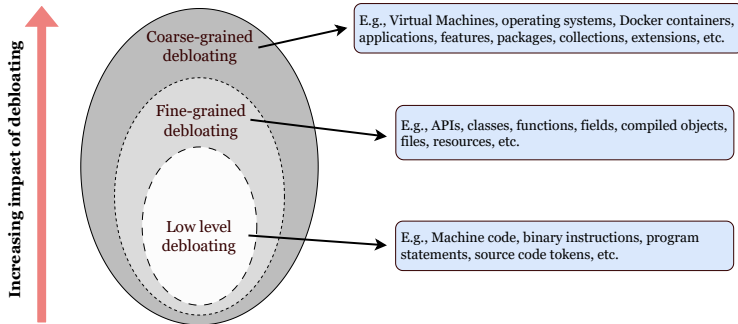 Increasing impact of debloating
Coarse-grained
debloating
E.g., Virtual Machines, operating systems, Docker containers,
applications, features, packages, collections, extensions, etc.
Fine-grained
debloating
E.g., APIs, classes, functions, fields, compiled objects,
files, resources, etc.
Low level
debloating
E.g., Machine code, binary instructions, program
statements, source code tokens, etc.